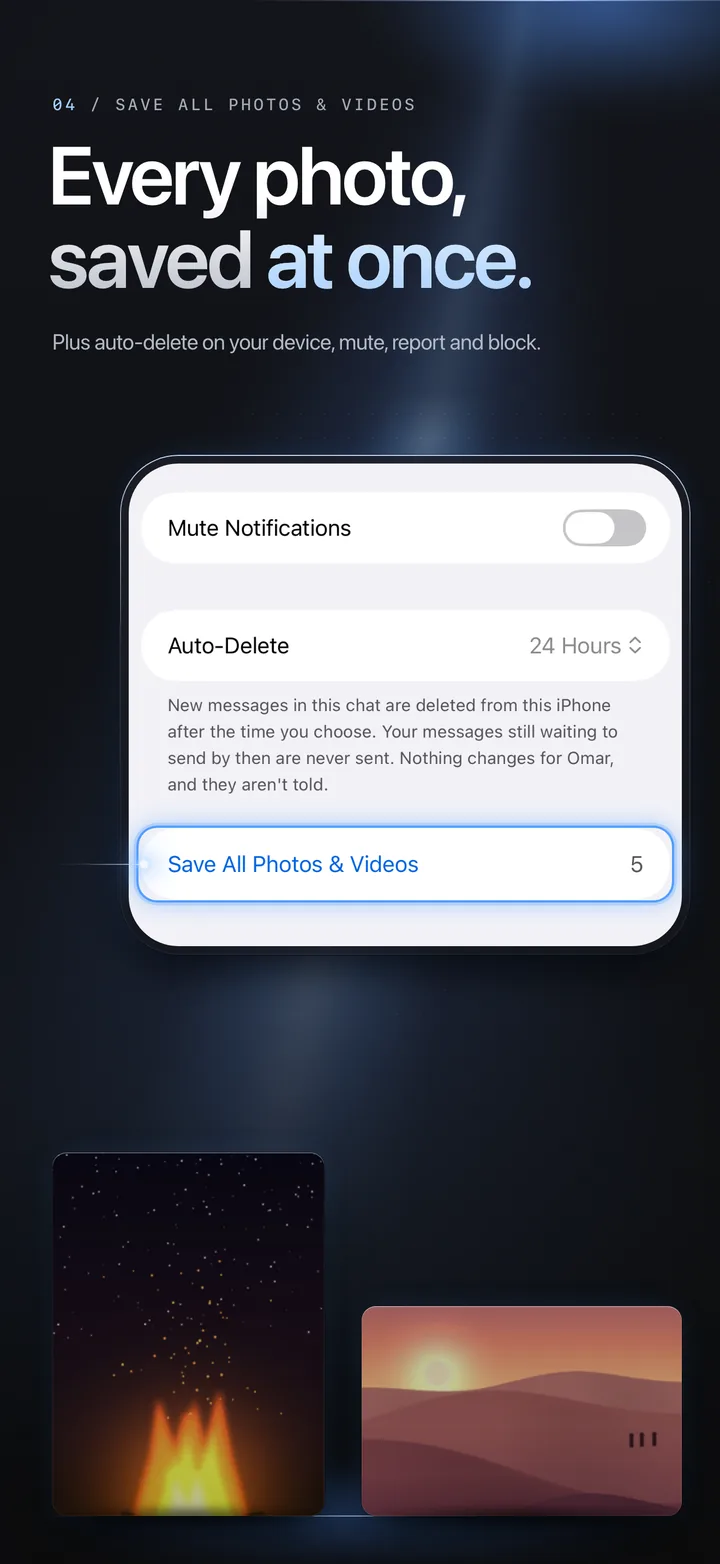 04 / SAVE ALL PHOTOS & VIDEOS
Every photo,
saved at once.
Plus auto-delete on your device, mute, report and block.
Mute Notifications
Auto-Delete 24 Hours
New messages in this chat are deleted from this iPhone
after the time you choose. Your messages still waiting to
send by then are never sent. Nothing changes for Omar,
and they aren't told.
Save All Photos & Videos 5